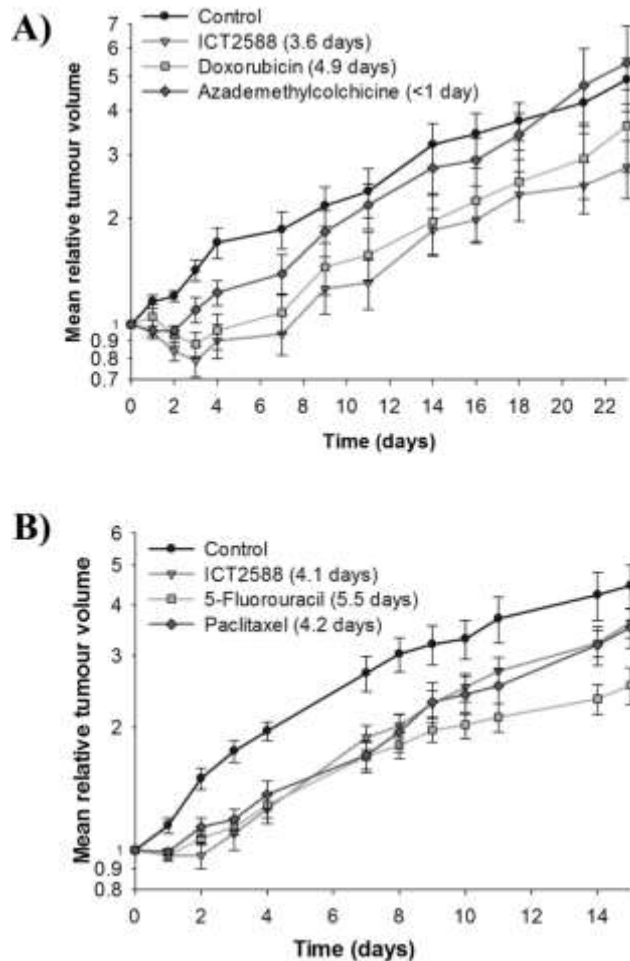 A)
Control
ICT2588 (3.6 days)
Doxorubicin (4.9 days)
Azademethylcolchicine (<1 day)
Mean relative tumour volume
7
6
5
4
3
2
1
0.9
0.8
0.7
0 2 4 6 8 10 12 14 16 18 20 22
Time (days)
B)
Control
ICT2588 (4.1 days)
5-Fluorouracil (5.5 days)
Paclitaxel (4.2 days)
Mean relative tumour volume
6
5
4
3
2
1
0.9
0.8
0 2 4 6 8 10 12 14
Time (days)